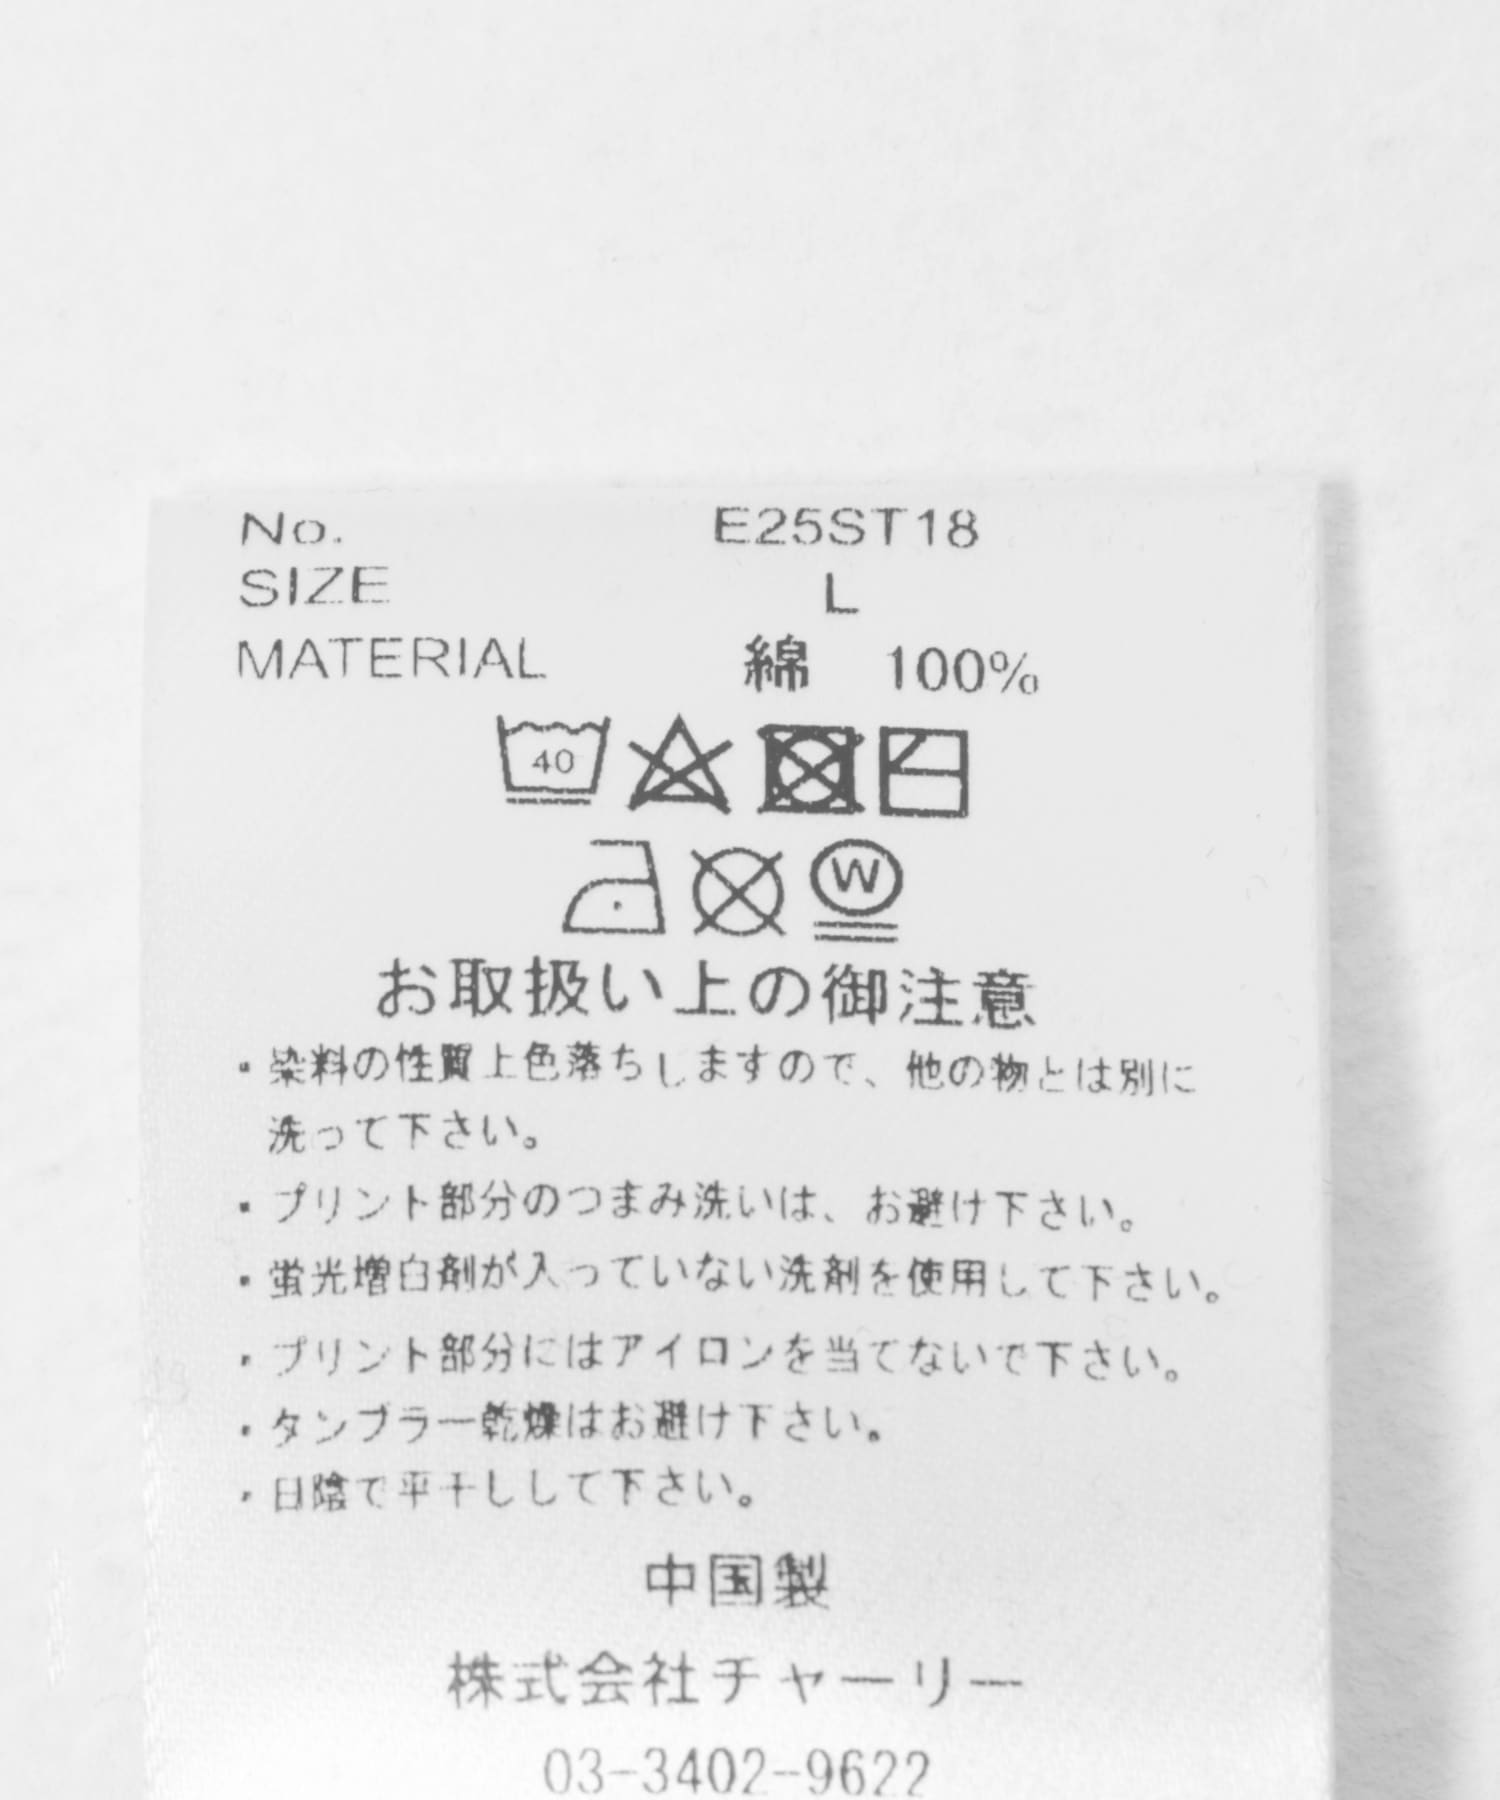 No. E25ST18
SIZE L
MATERIAL 綿 100%
40
W
お取扱い上の御注意
・染料の性質上色落ちしますので、他の物とは別に
洗って下さい。
・プリント部分のつまみ洗いは、お避け下さい。
・蛍光増白剤が入っていない洗剤を使用して下さい。
・プリント部分にはアイロンを当てないで下さい。
・タンブラー乾燥はお避け下さい。
・日陰で平干しして下さい。
中国製
株式会社チャーリー
03-3402-9622